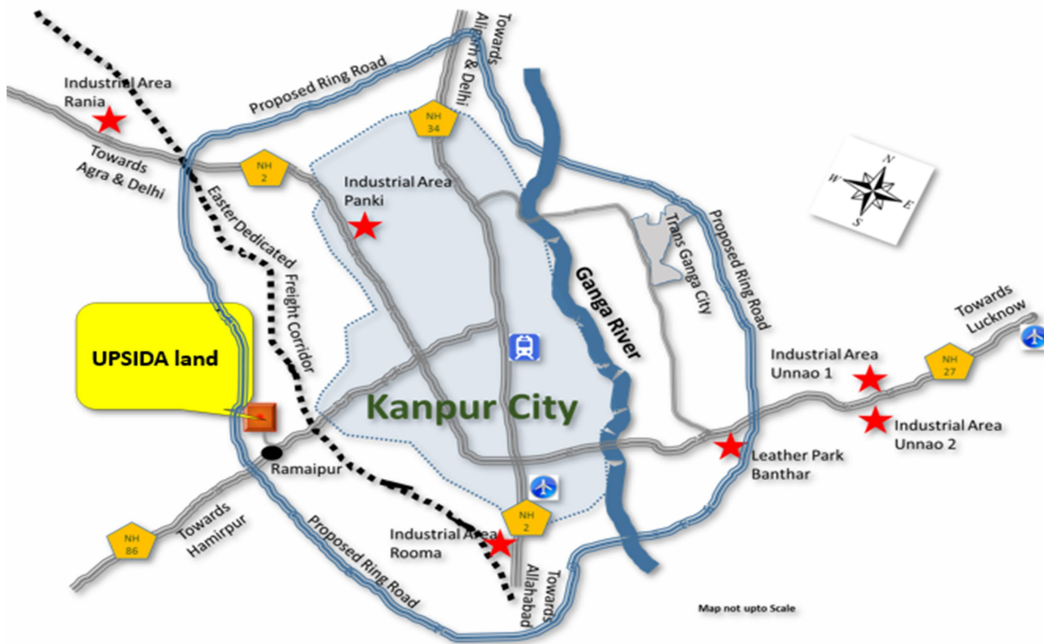 Towards
Aligarh & Delhi
Industrial Area
Rania
Proposed Ring Road
NH
34
Towards
Agra & Delhi
NH
2
Industrial Area
Panki
N
W
E
S
Easter Dedicated
Freight Corridor
Trans Ganga City
Proposed Ring Road
Ganga River
UPSIDA land
Towards
Lucknow
Industrial Area
Unnao 1
NH
27
Kanpur City
Industrial Area
Unnao 2
Ramaipur
Leather Park
Banthar
Towards
Hamirpur
NH
86
NH
2
Industrial Area
Rooma
Proposed Ring Road
Towards
Allahabad
Map not upto Scale